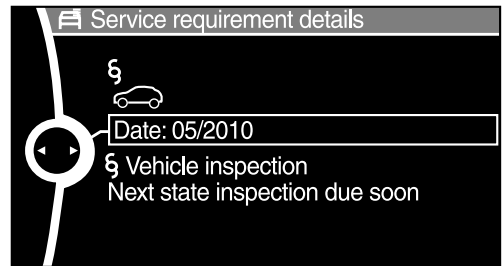 Service requirement details
§
Date: 05/2010
§ Vehicle inspection
Next state inspection due soon